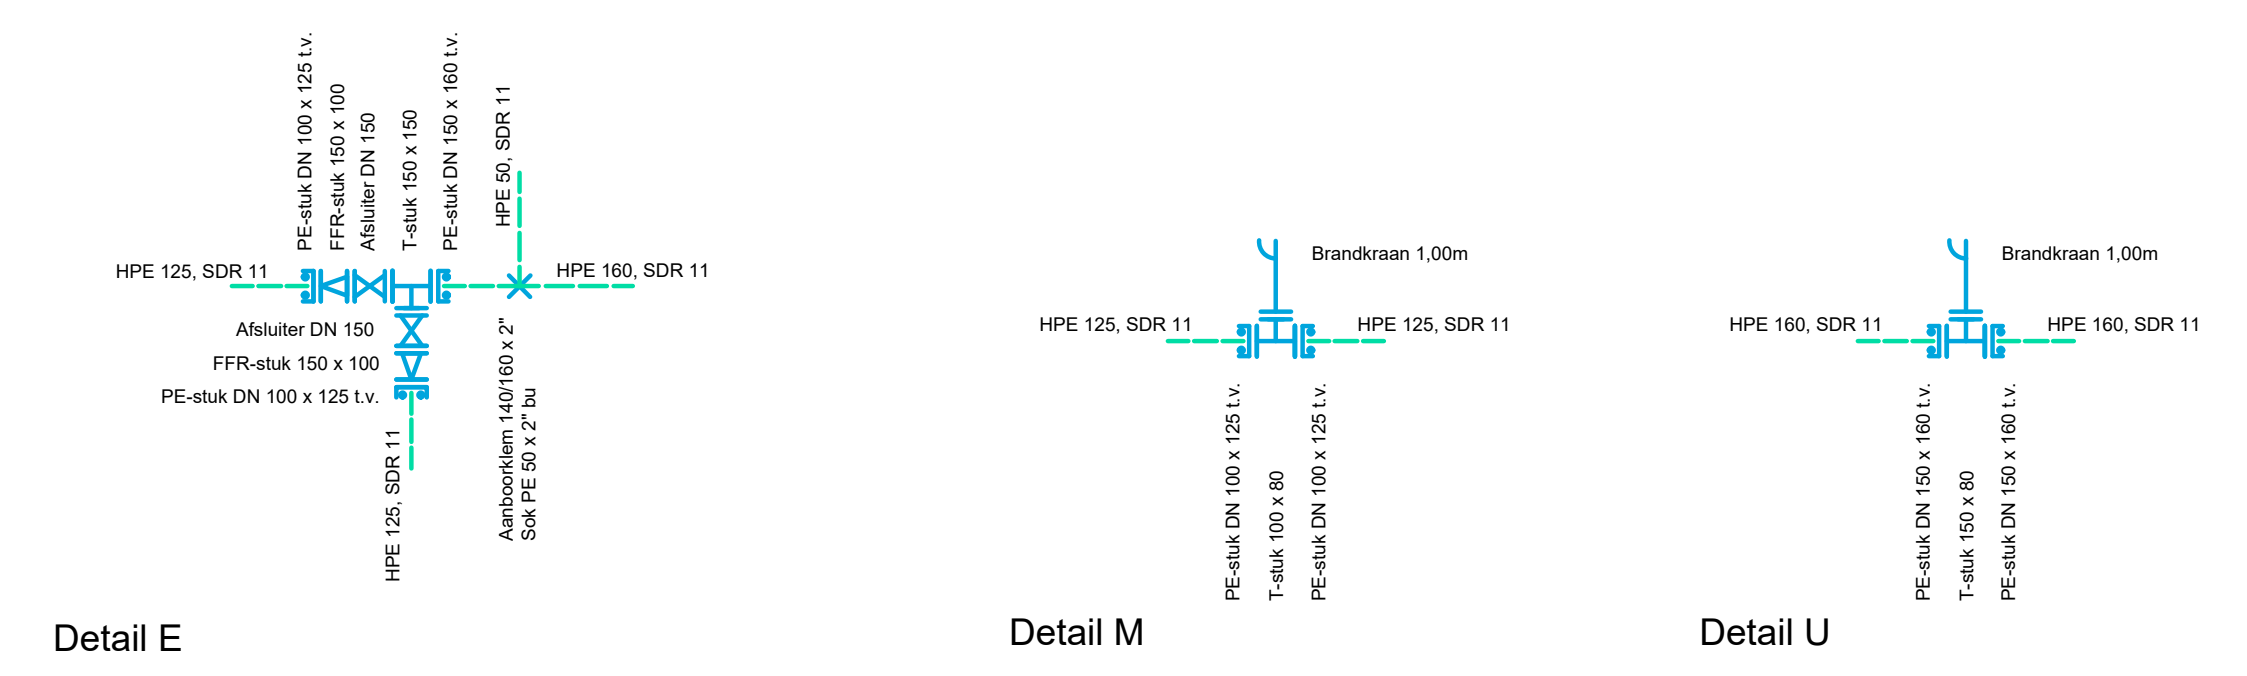 PE-stuk DN 100 x 125 t.v.
FFR-stuk 150 x 100
Afsluiter DN 150
T-stuk 150 x 150
PE-stuk DN 150 x 160 t.v.
HPE 50, SDR 11
HPE 125, SDR 11
HPE 160, SDR 11
Afsluiter DN 150
FFR-stuk 150 x 100
PE-stuk DN 100 x 125 t.v.
HPE 125, SDR 11
Aanboorklem 140/160 x 2"
Sok PE 50 x 2" bu
Detail E
Brandkraan 1,00m
HPE 125, SDR 11
HPE 125, SDR 11
PE-stuk DN 100 x 125 t.v.
T-stuk 100 x 80
PE-stuk DN 100 x 125 t.v.
Detail M
Brandkraan 1,00m
HPE 160, SDR 11
HPE 160, SDR 11
PE-stuk DN 150 x 160 t.v.
T-stuk 150 x 80
PE-stuk DN 150 x 160 t.v.
Detail U